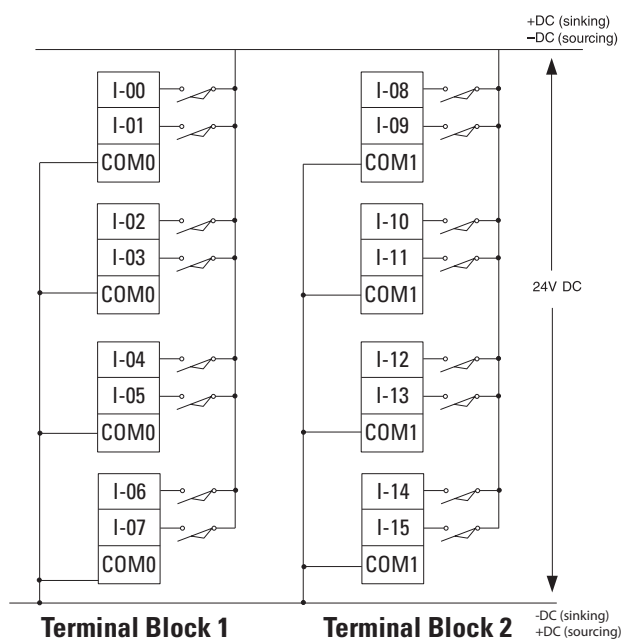 +DC (sinking)
−DC (sourcing)
I-00
I-01
COM0
I-02
I-03
COM0
I-04
I-05
COM0
I-06
I-07
COM0
I-08
I-09
COM1
I-10
I-11
COM1
I-12
I-13
COM1
I-14
I-15
COM1
24V DC
-DC (sinking)
+DC (sourcing)
Terminal Block 1
Terminal Block 2